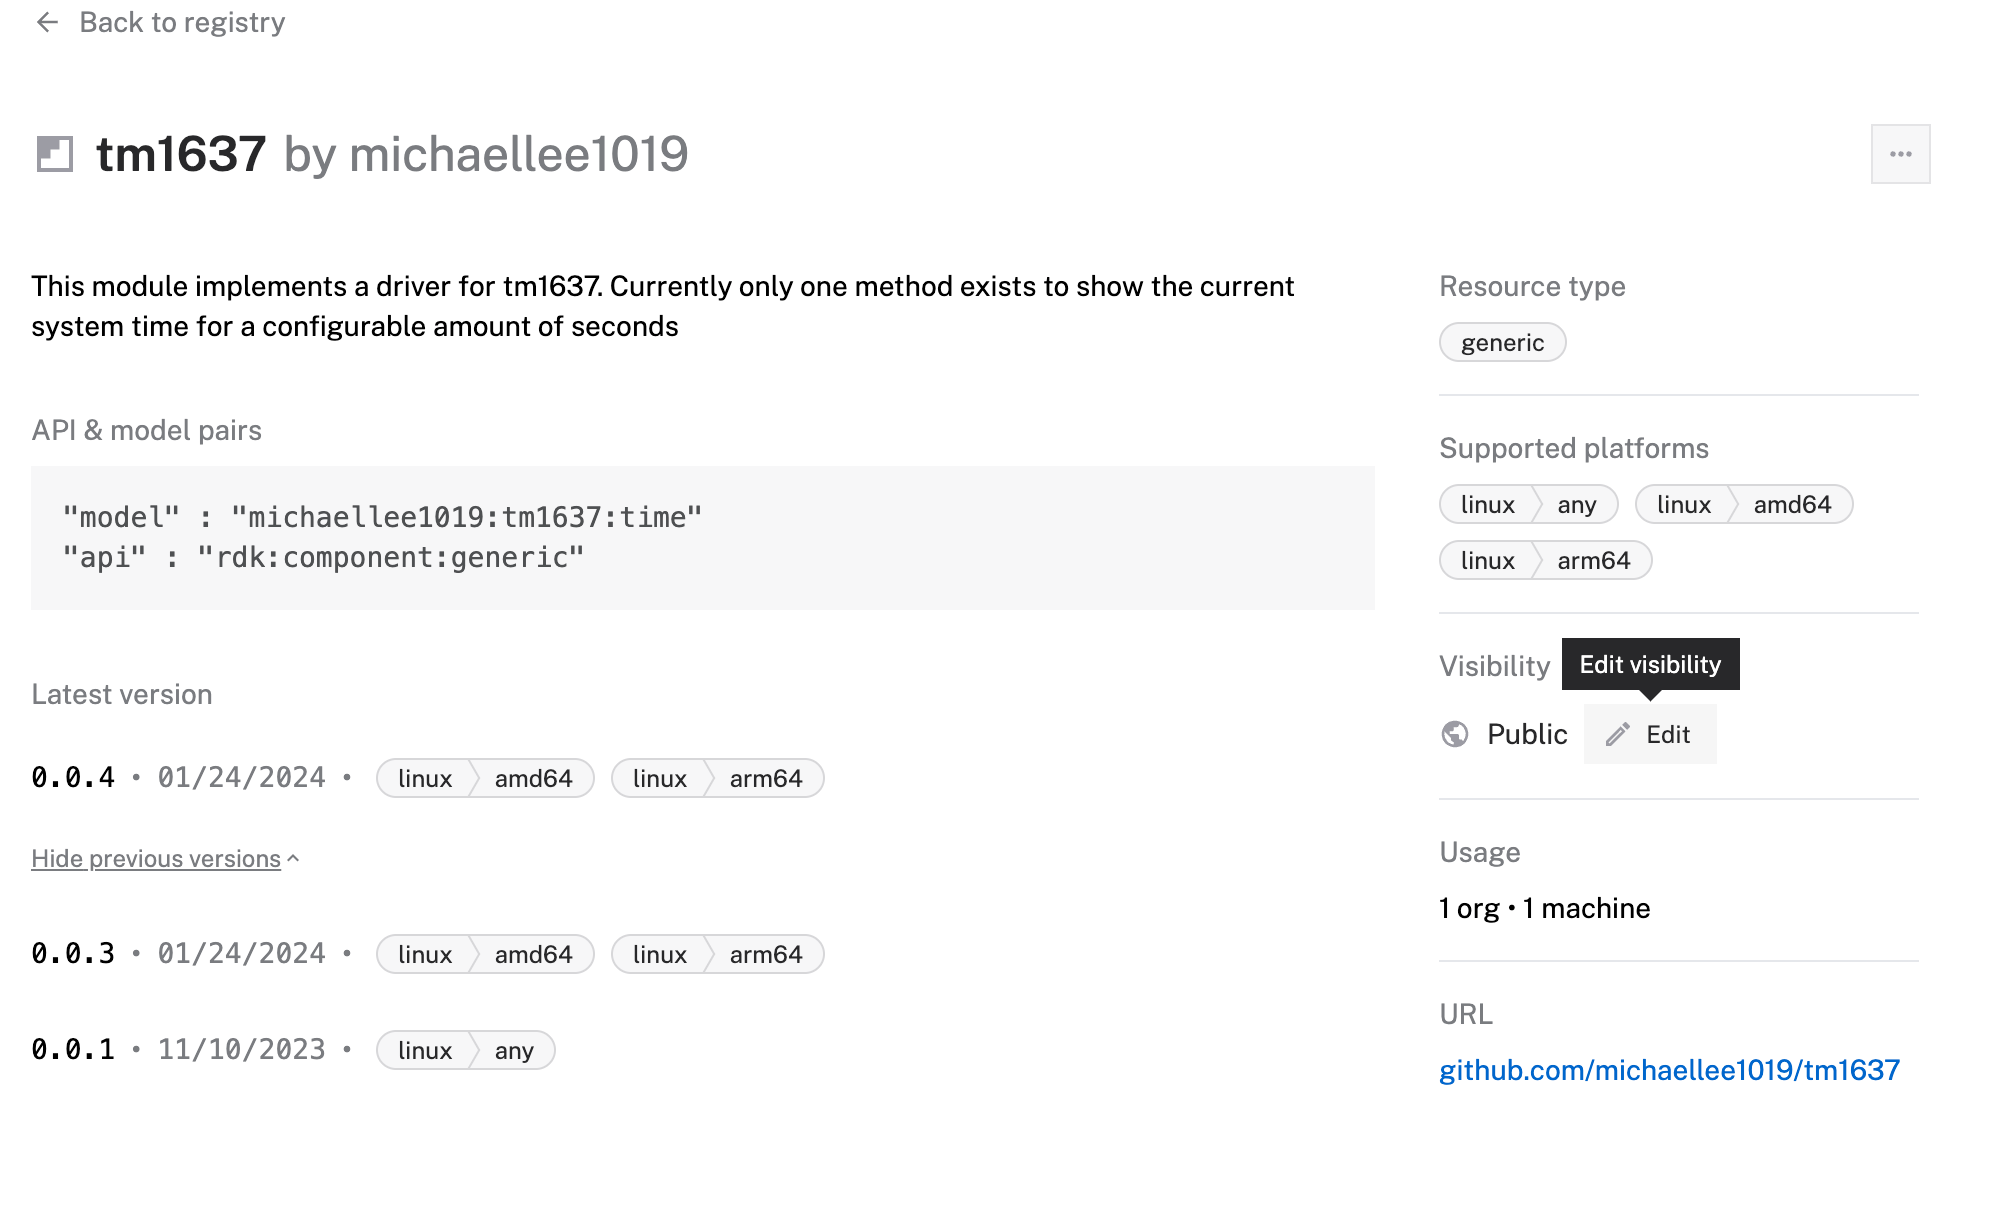 Back to registry
tm1637 by michaellee1019
This module implements a driver for tm1637. Currently only one method exists to show the current
system time for a configurable amount of seconds
API & model pairs
"model" : "michaellee1019:tm1637:time"
"api" : "rdk:component:generic"
Latest version
0.0.4 • 01/24/2024 • linux amd64 linux arm64
Hide previous versions
0.0.3 • 01/24/2024 • linux amd64 linux arm64
0.0.1 • 11/10/2023 • linux any
Resource type
generic
Supported platforms
linux any linux amd64
linux arm64
Visibility Edit visibility
Public Edit
Usage
1 org • 1 machine
URL
github.com/michaellee1019/tm1637